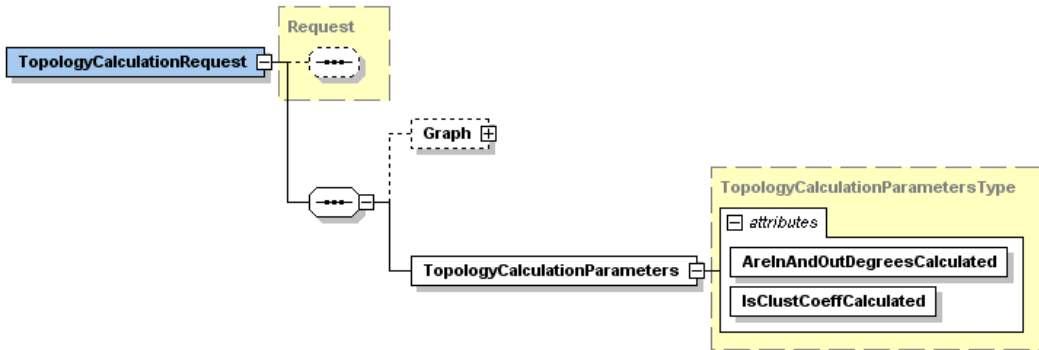 Request
TopologyCalculationRequest
Graph
TopologyCalculationParametersType
attributes
TopologyCalculationParameters
AreInAndOutDegreesCalculated
IsClustCoeffCalculated